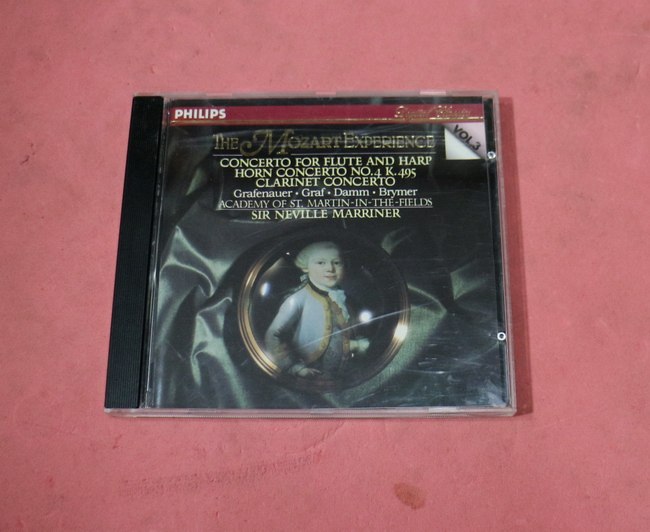 PHILIPS
THE MOZART EXPERIENCE
VOL.3
CONCERTO FOR FLUTE AND HARP
HORN CONCERTO NO.4 K.495
CLARINET CONCERTO
Grafenauer • Graf • Damm • Brymer
ACADEMY OF ST. MARTIN-IN-THE-FIELDS
SIR NEVILLE MARRINER